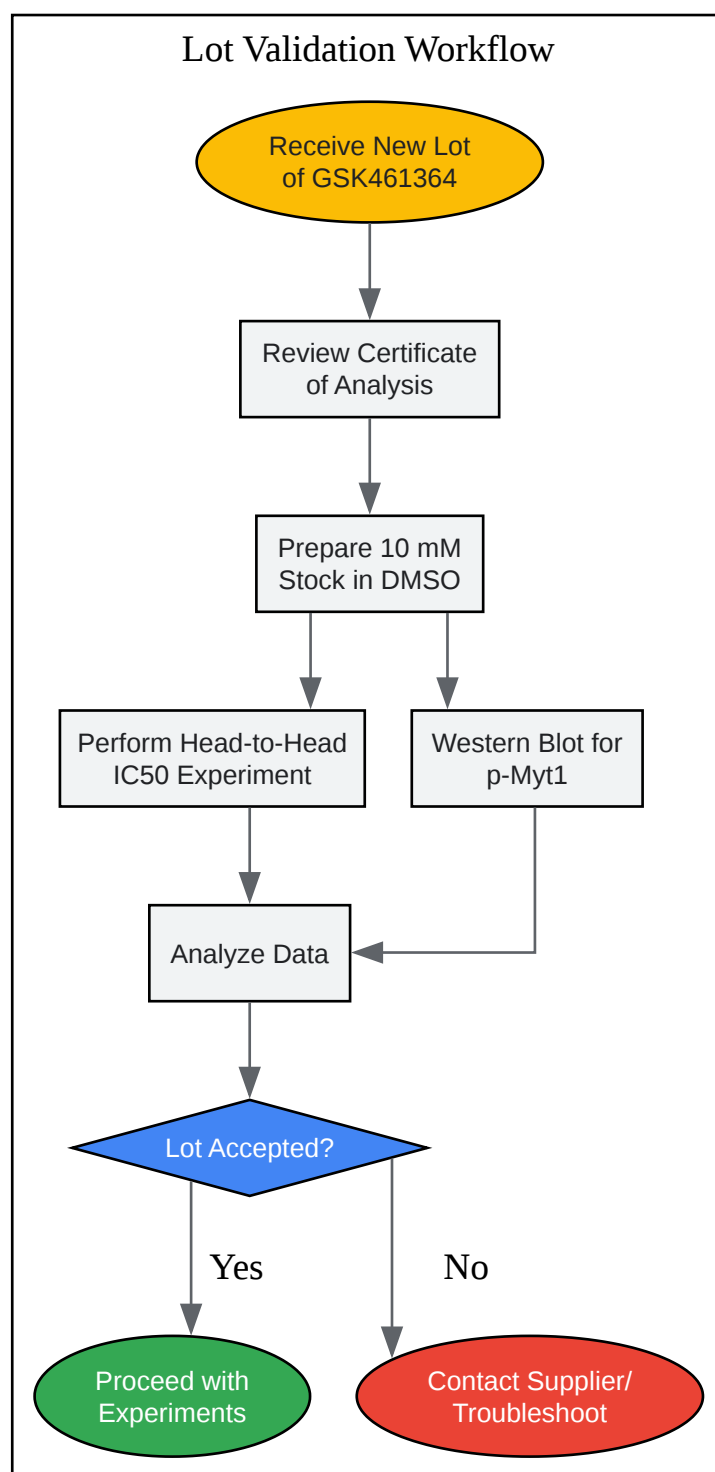 Lot Validation Workflow
Receive New Lot
of GSK461364
Review Certificate
of Analysis
Prepare 10 mM
Stock in DMSO
Perform Head-to-Head
IC50 Experiment
Western Blot for
p-Myt1
Analyze Data
Lot Accepted?
Yes
No
Proceed with
Experiments
Contact Supplier/
Troubleshoot